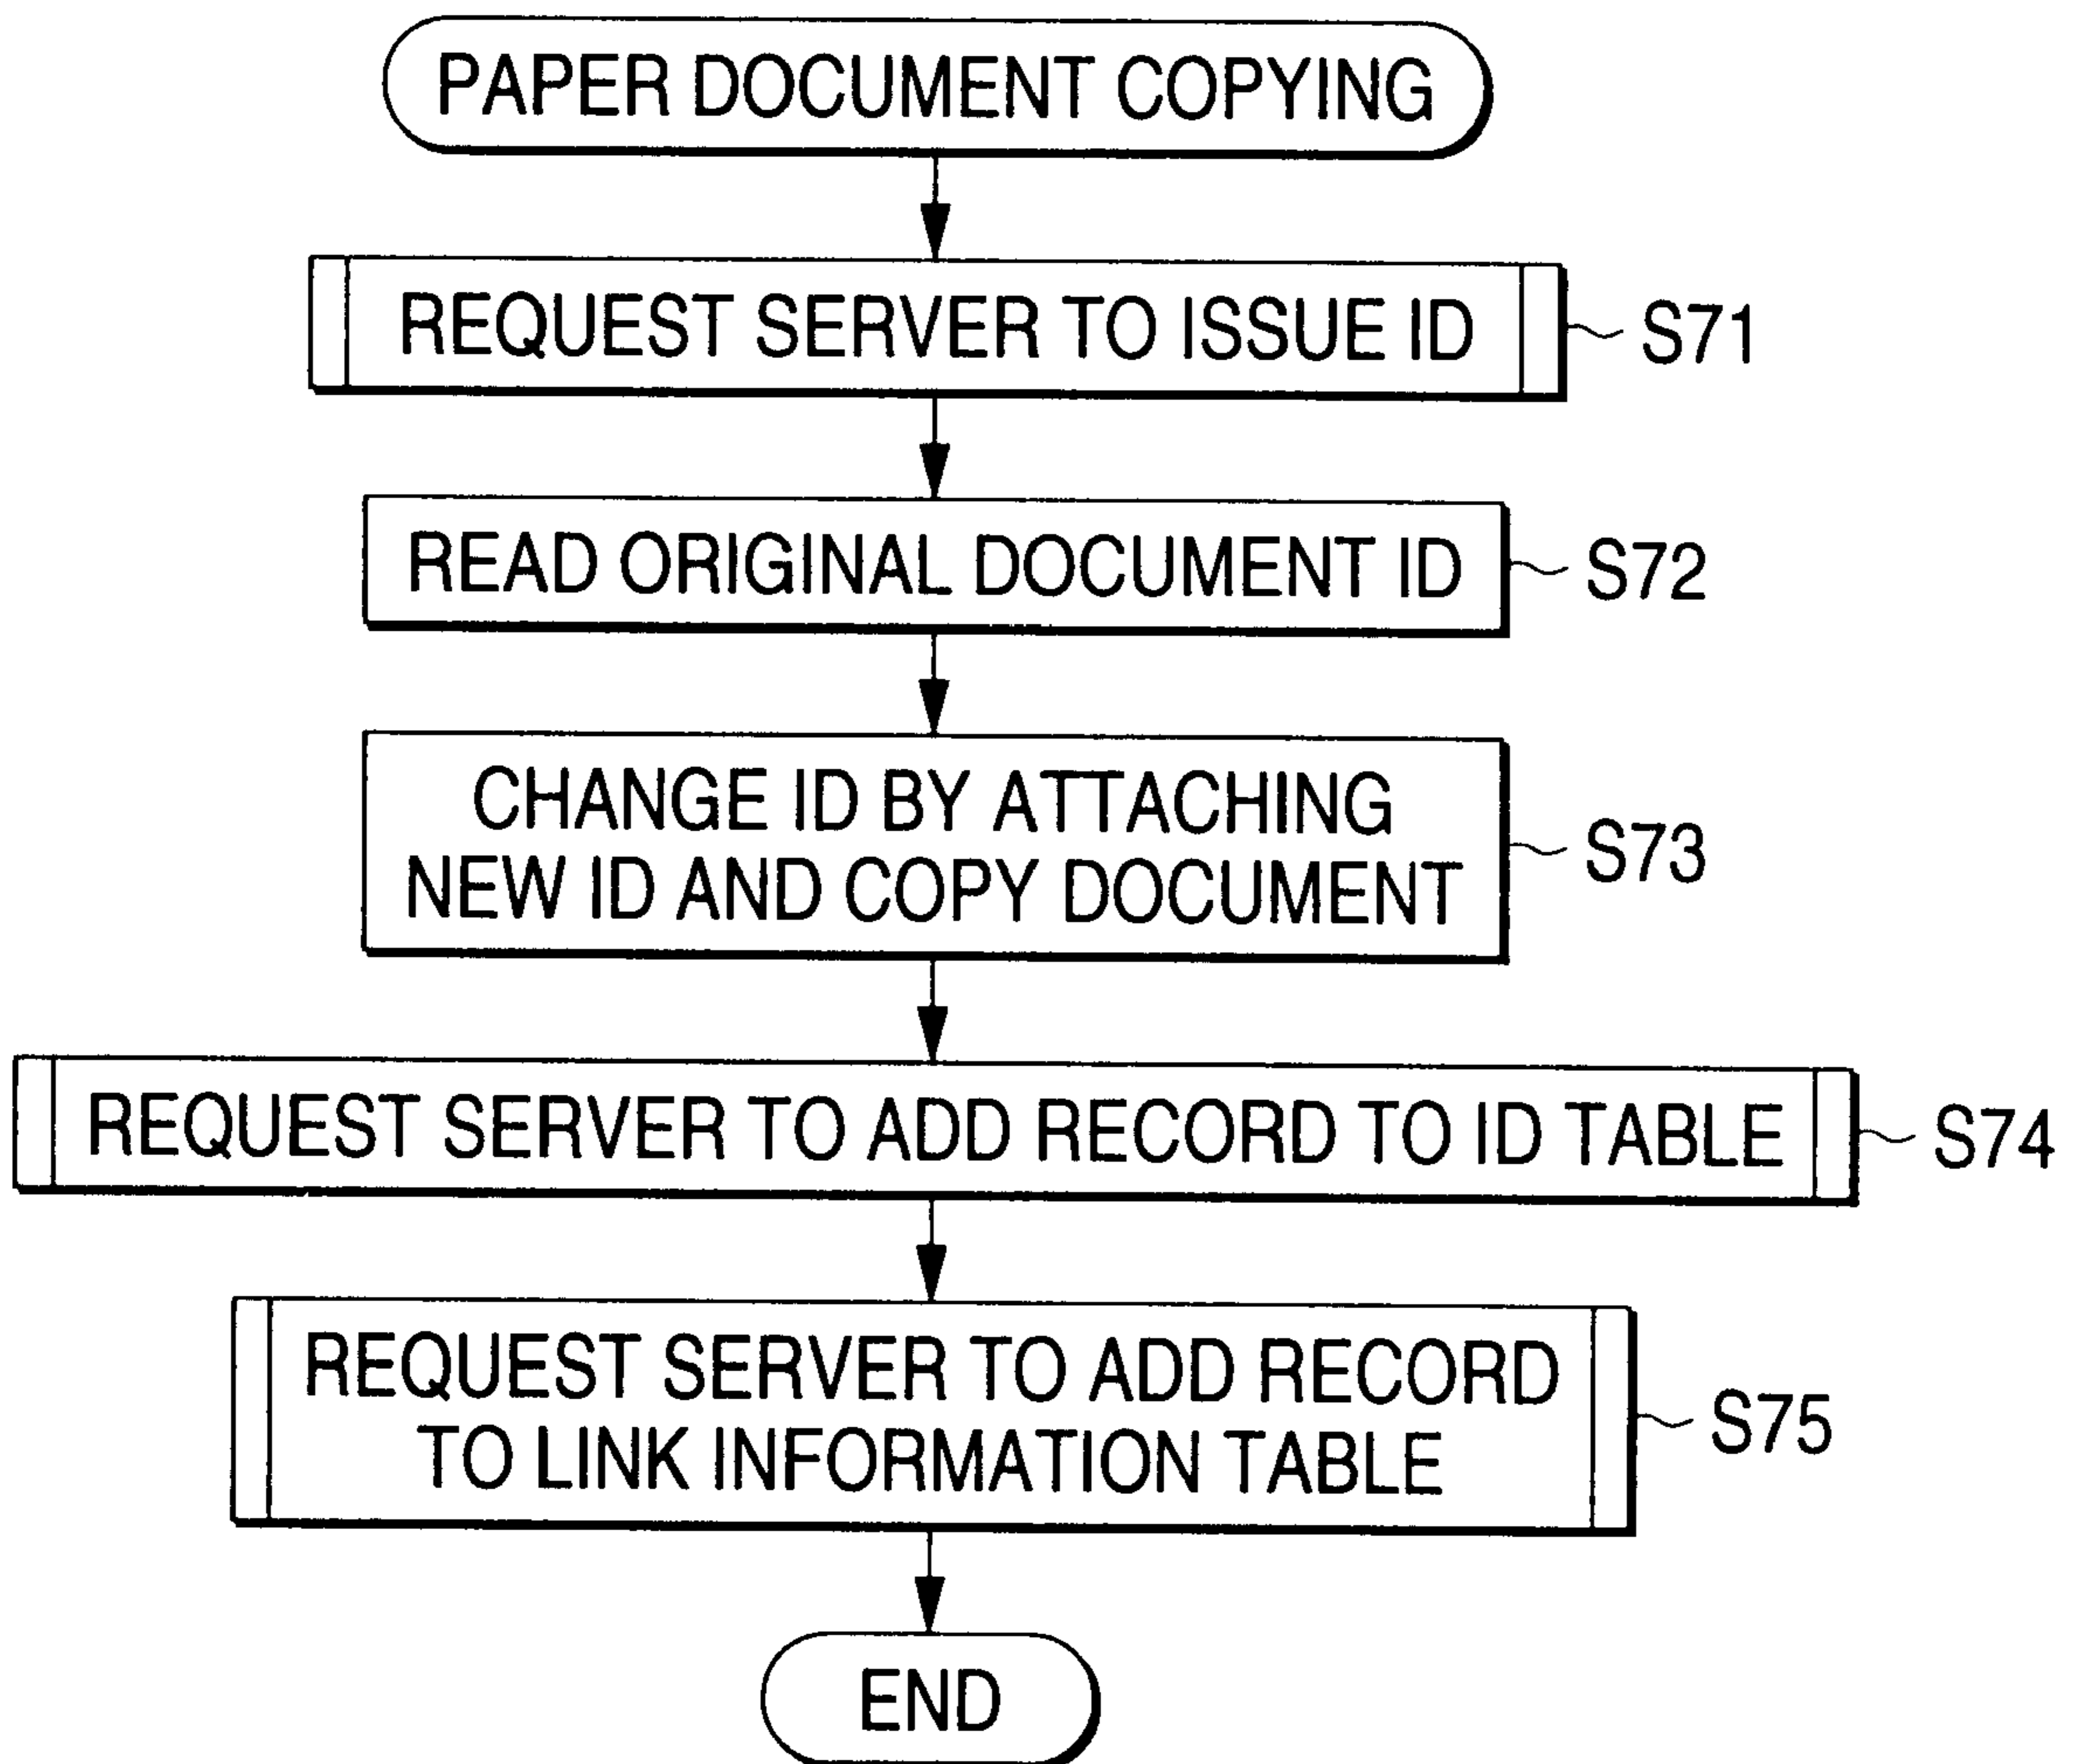 PAPER DOCUMENT COPYING
REQUEST SERVER TO ISSUE ID
S71
READ ORIGINAL DOCUMENT ID
S72
CHANGE ID BY ATTACHING
NEW ID AND COPY DOCUMENT
S73
REQUEST SERVER TO ADD RECORD TO ID TABLE
S74
REQUEST SERVER TO ADD RECORD
TO LINK INFORMATION TABLE
S75
END